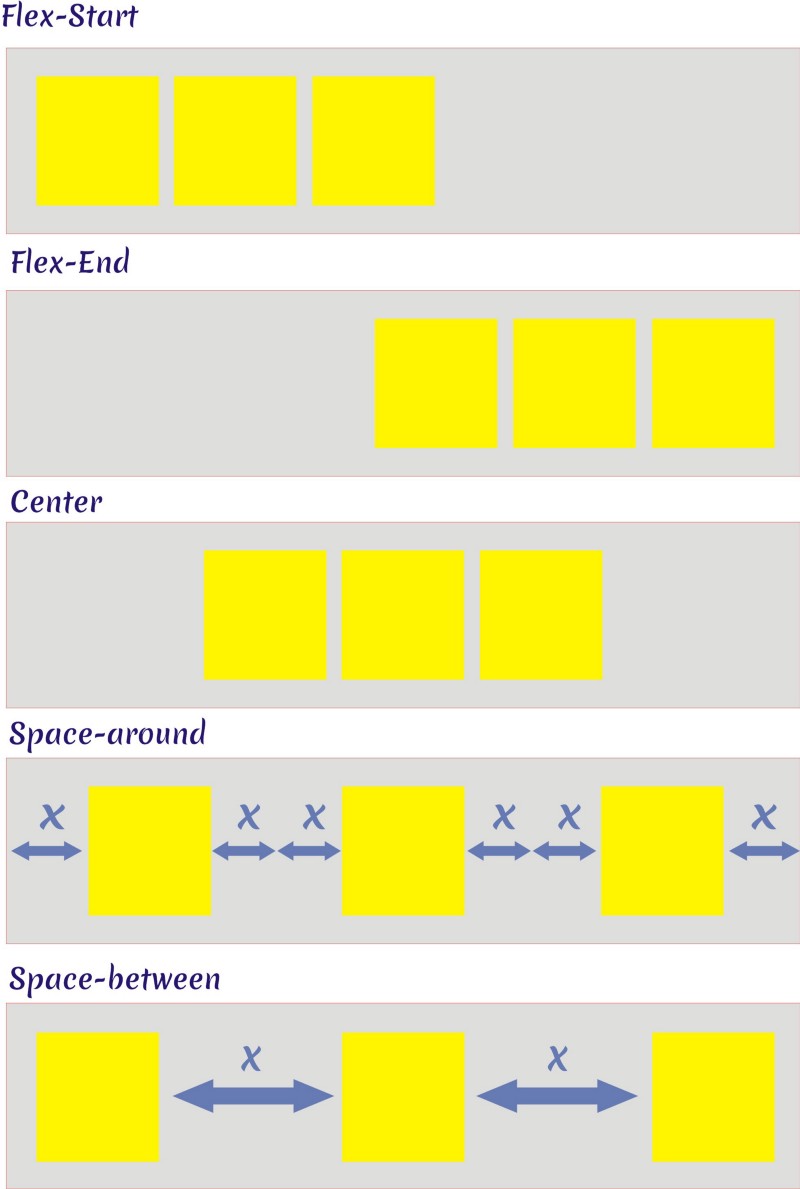 Flex-Start
Flex-End
Center
Space-around
x x x x x x
Space-between
x x